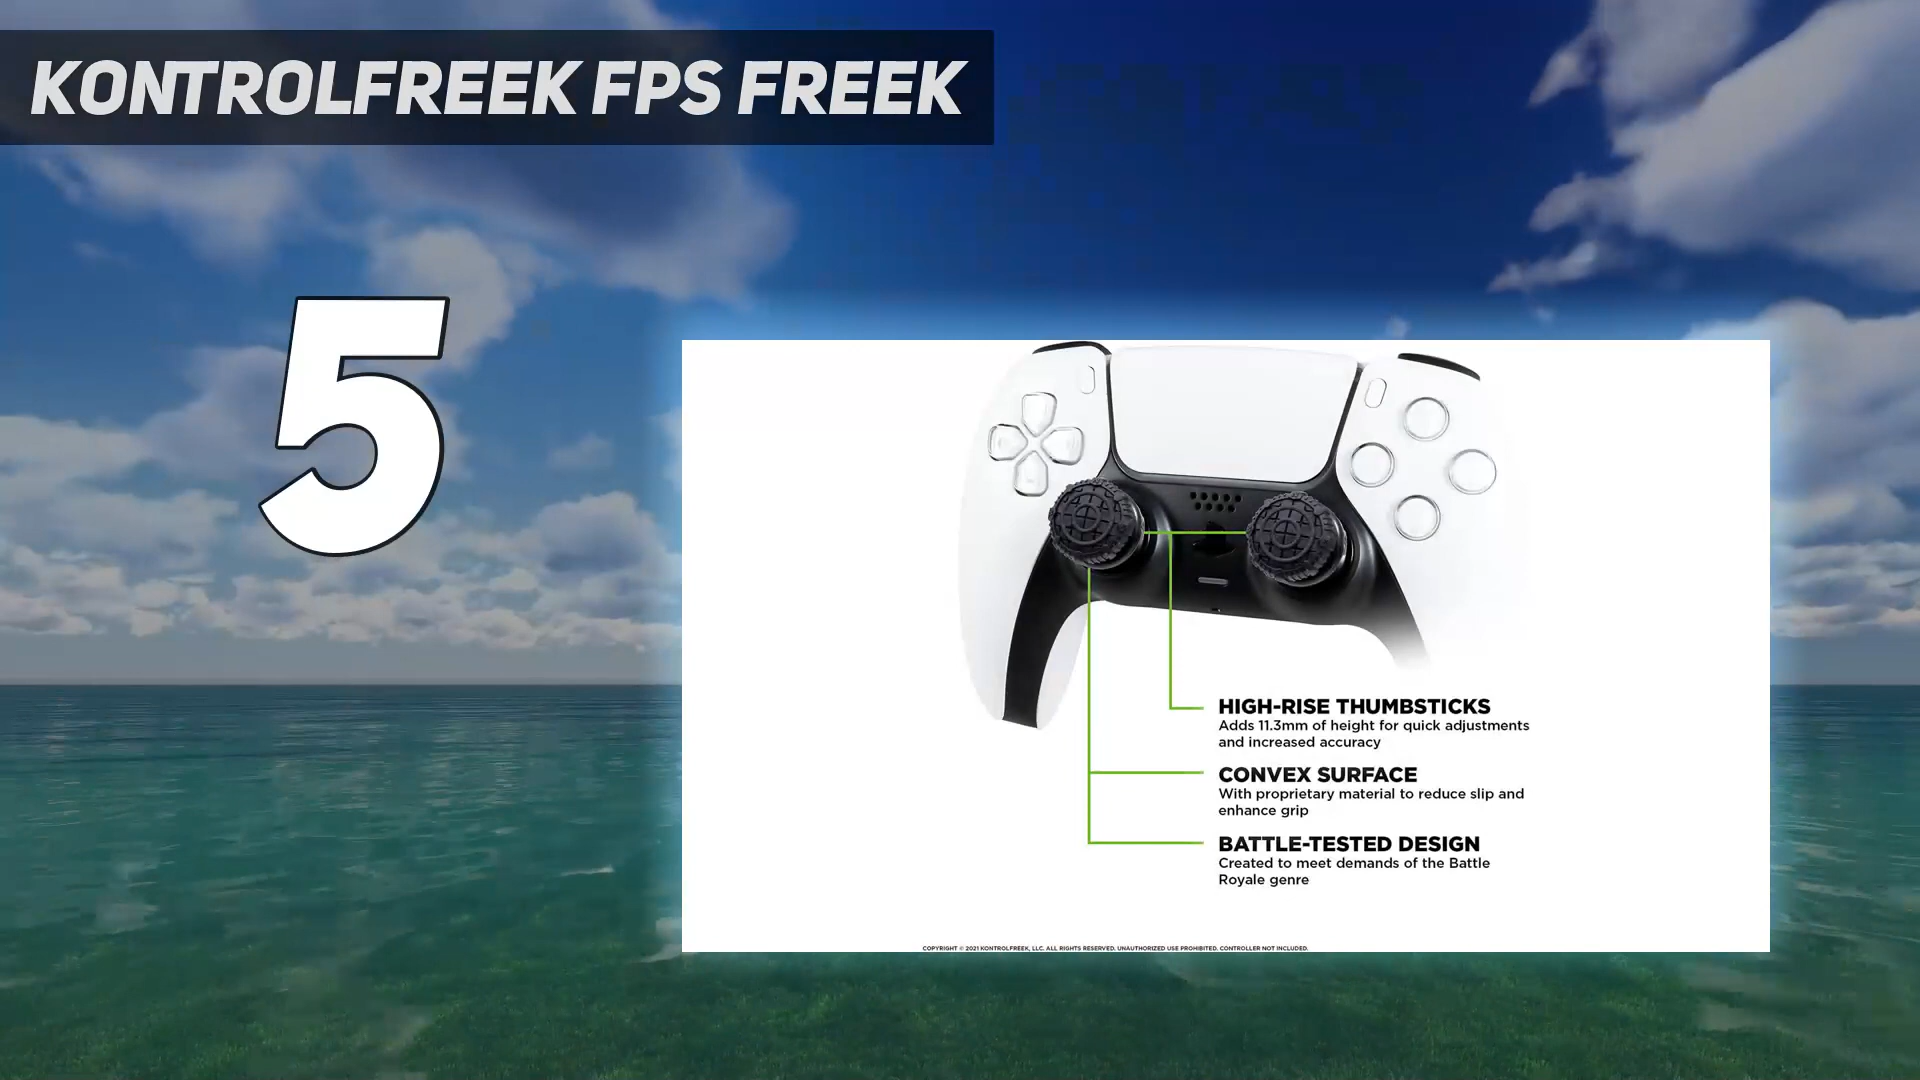 KONTROLFREEK FPS FREEK
5
HIGH-RISE THUMBSTICKS
Adds 11.3mm of height for quick adjustments
and increased accuracy
CONVEX SURFACE
With proprietary material to reduce slip and
enhance grip
BATTLE-TESTED DESIGN
Created to meet demands of the Battle
Royale genre
COPYRIGHT © 2021 KONTROLFREEK, LLC. ALL RIGHTS RESERVED. UNAUTHORIZED USE PROHIBITED. CONTROLLER NOT INCLUDED.